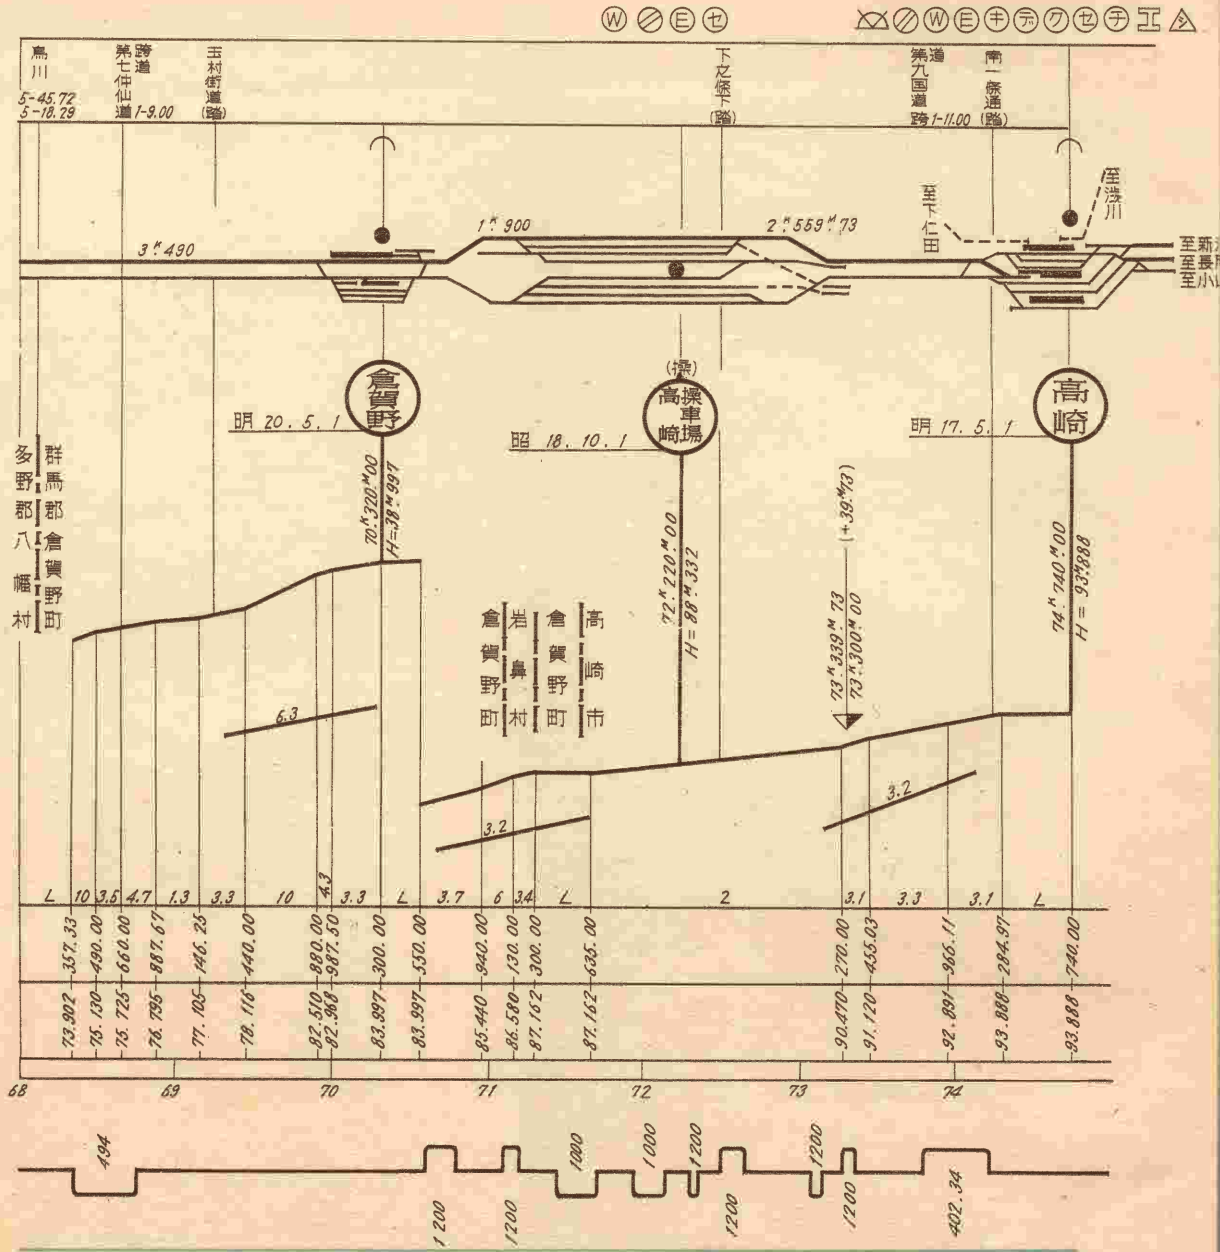 Ⓦ ⊘ Ⓔ セ
⊘ Ⓦ Ⓔ キ デ ク セ チ エ
烏川
5-45.72
5-18.29
第七仲仙道
跨道
1-9.00
玉村街道(踏)
下之條下(踏)
第九国道
道跨1-11.00
南一條通(踏)
3K490
1K900
2K559M73
至下仁田
至渋川
至新
至長
至小
倉賀野
明 20. 5. 1
(操)
高崎
操車場
昭 18. 10. 1
高崎
明 17. 5. 1
多野郡八幡村
群馬郡倉賀野町
70K320M00
H=38M997
倉賀野町
岩鼻村
倉賀野町
高崎市
72K220M00
H=88M332
(+39M73)
73K339M73
73K300M00
74K740M00
H=93M888
6.3
3.2
3.2
L 10 3.5 4.7 1.3 3.3 10 4.3 3.3 L 3.7 6 3.4 L 2 3.1 3.3 3.1 L
357.33 490.00 660.00 887.67 146.25 440.00 880.00 987.50 300.00 550.00 940.00 130.00 300.00 635.00 270.00 455.03 966.11 284.97 740.00
73.902 75.130 75.725 76.795 77.105 78.116 82.510 82.968 83.997 83.997 85.440 86.580 87.162 87.162 90.470 91.120 92.891 93.888 93.888
68 69 70 71 72 73 74
494 1200 1200 1000 1000 1200 1200 1200 1200 402.34